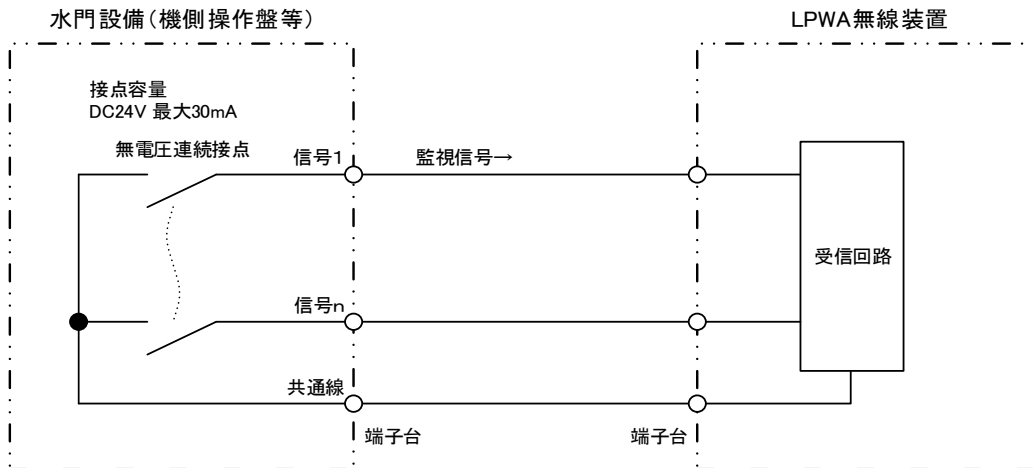 水門設備(機側操作盤等)
LPWA無線装置
接点容量
DC24V 最大30mA
無電圧連続接点
信号1
監視信号→
受信回路
信号n
共通線
端子台
端子台